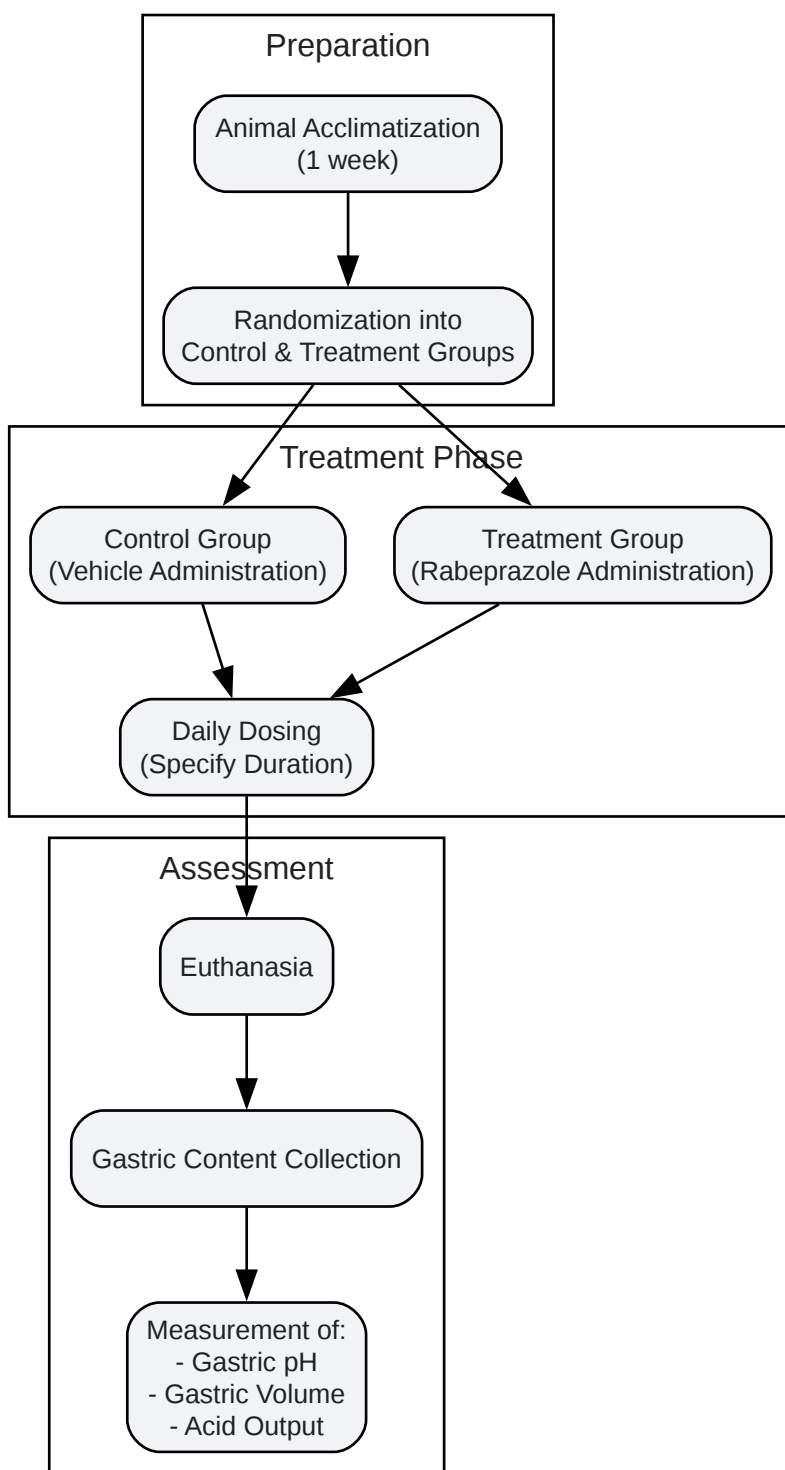 Preparation
Animal Acclimatization
(1 week)
Randomization into
Control & Treatment Groups
Treatment Phase
Control Group
(Vehicle Administration)
Treatment Group
(Rabeprazole Administration)
Daily Dosing
(Specify Duration)
Assessment
Euthanasia
Gastric Content Collection
Measurement of:
- Gastric pH
- Gastric Volume
- Acid Output